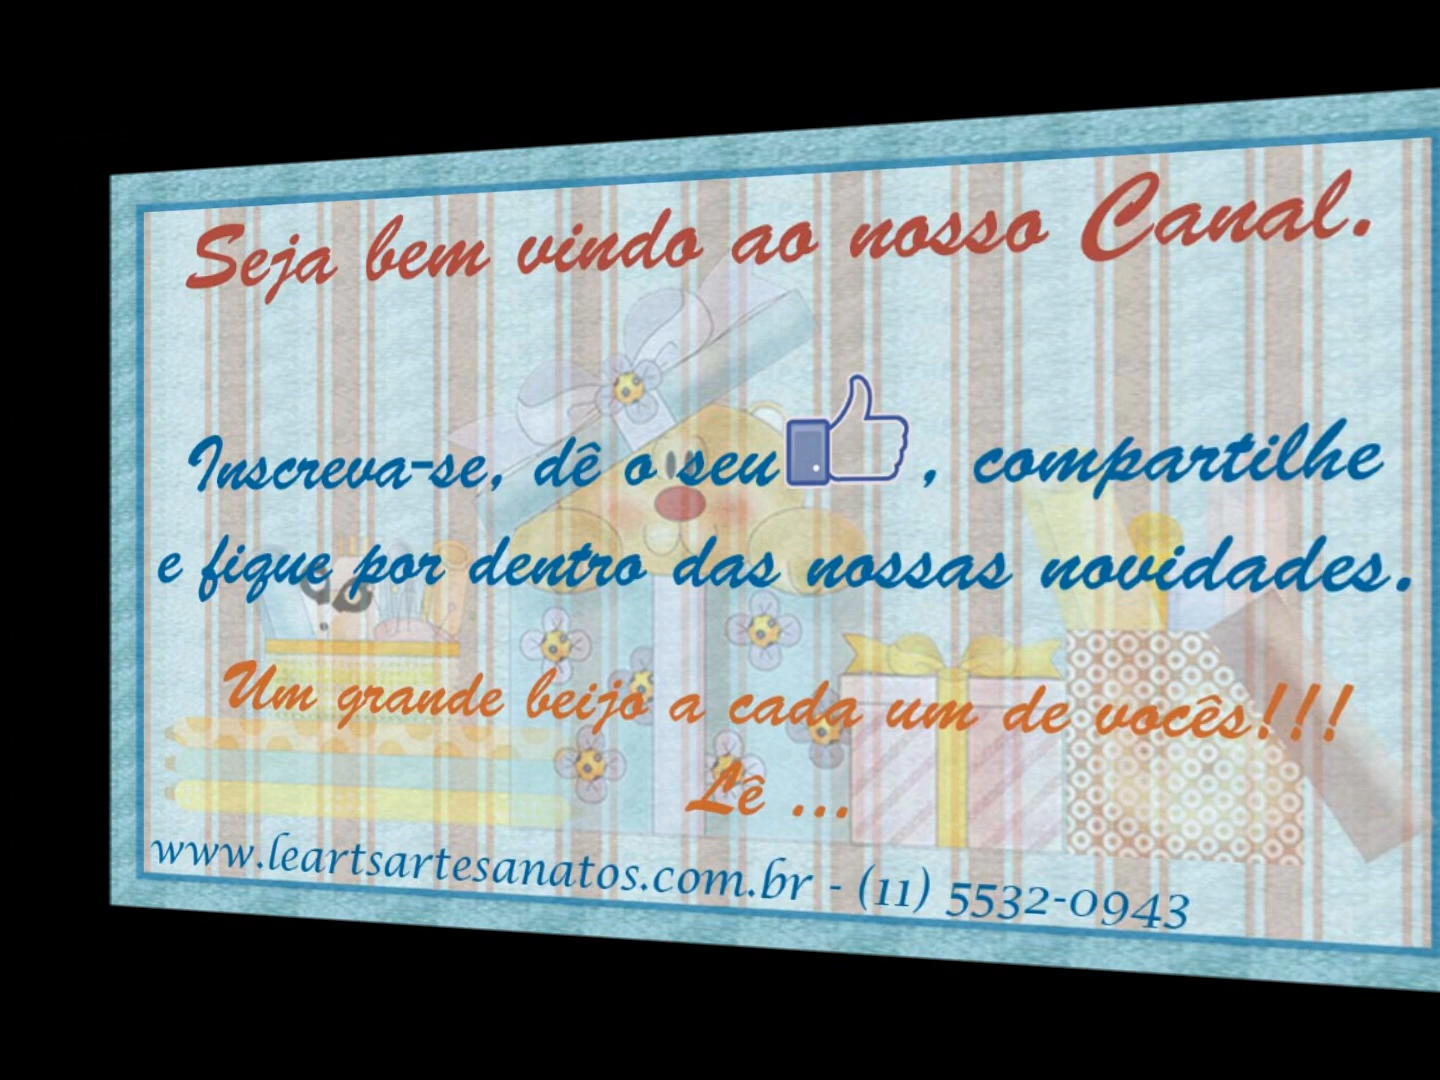 Seja bem vindo ao nosso Canal.
Inscreva-se, dê o seu , compartilhe
e fique por dentro das nossas novidades.
Um grande beijo a cada um de vocês!!!
Lê ...
www.leartsartesanatos.com.br - (11) 5532-0943